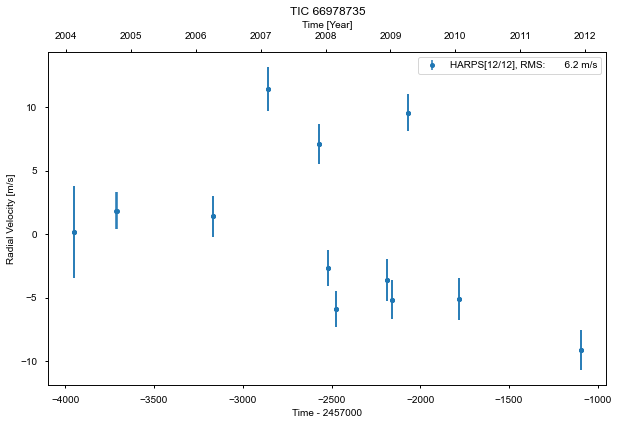 TIC 66978735
Time [Year]
2004 2005 2006 2007 2008 2009 2010 2011 2012
HARPS[12/12], RMS: 6.2 m/s
10
5
0
−5
−10
Radial Velocity [m/s]
−4000 −3500 −3000 −2500 −2000 −1500 −1000
Time - 2457000